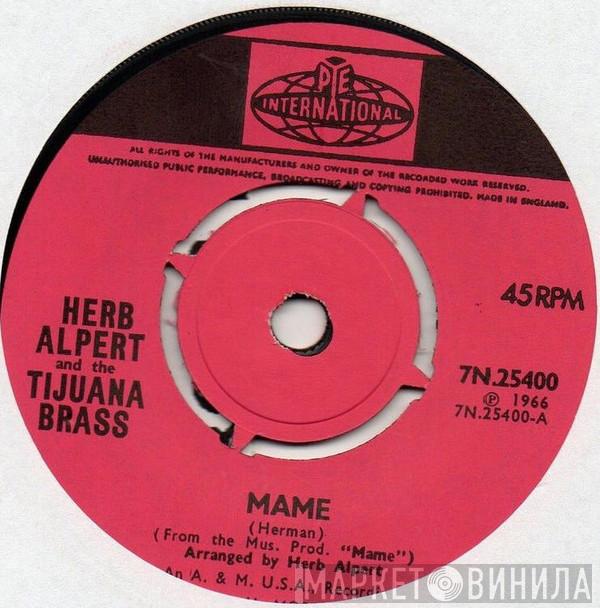 PYE
INTERNATIONAL
ALL RIGHTS OF THE MANUFACTURERS AND OWNER OF THE RECORDED WORK RESERVED.
UNAUTHORISED PUBLIC PERFORMANCE, BROADCASTING AND COPYING PROHIBITED. MADE IN ENGLAND.
45 RPM
HERB
ALPERT
and the
TIJUANA
BRASS
7N.25400
Ⓟ 1966
7N.25400-A
MAME
(Herman)
(From the Mus. Prod. "Mame")
Arranged by Herb Alpert
An A. & M. U.S.A. Record
МАРКЕТ ВИНИЛА